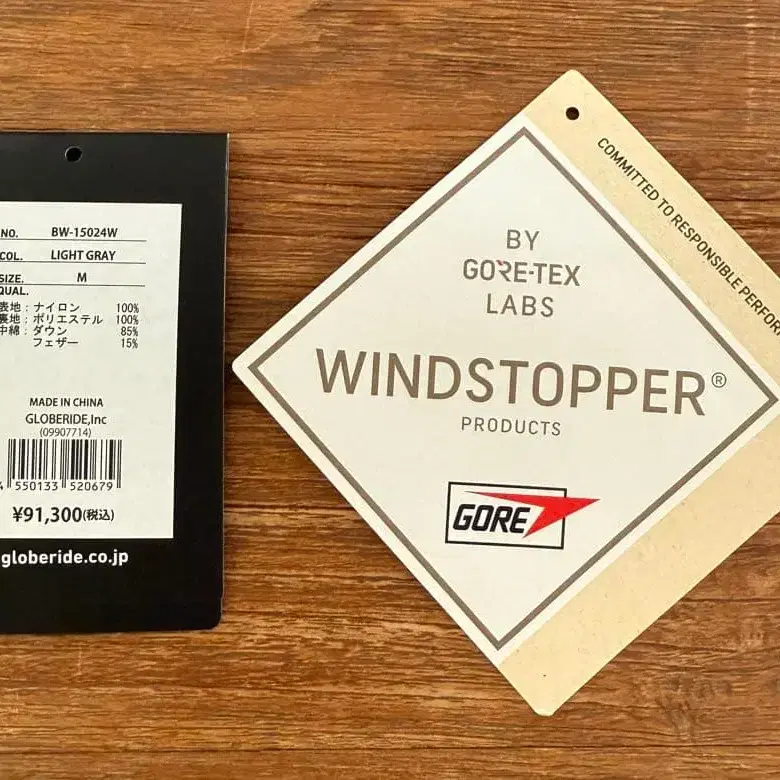 NO. BW-15024W
COL. LIGHT GRAY
SIZE. M
QUAL.
表地：ナイロン 100%
裏地：ポリエステル 100%
中綿：ダウン 85%
フェザー 15%
MADE IN CHINA
GLOBERIDE,Inc
(09907714)
4 550133 520679
¥91,300(税込)
globeride.co.jp
COMMITTED TO RESPONSIBLE PERFOR
BY
GORE-TEX
LABS
WINDSTOPPER®
PRODUCTS
GORE